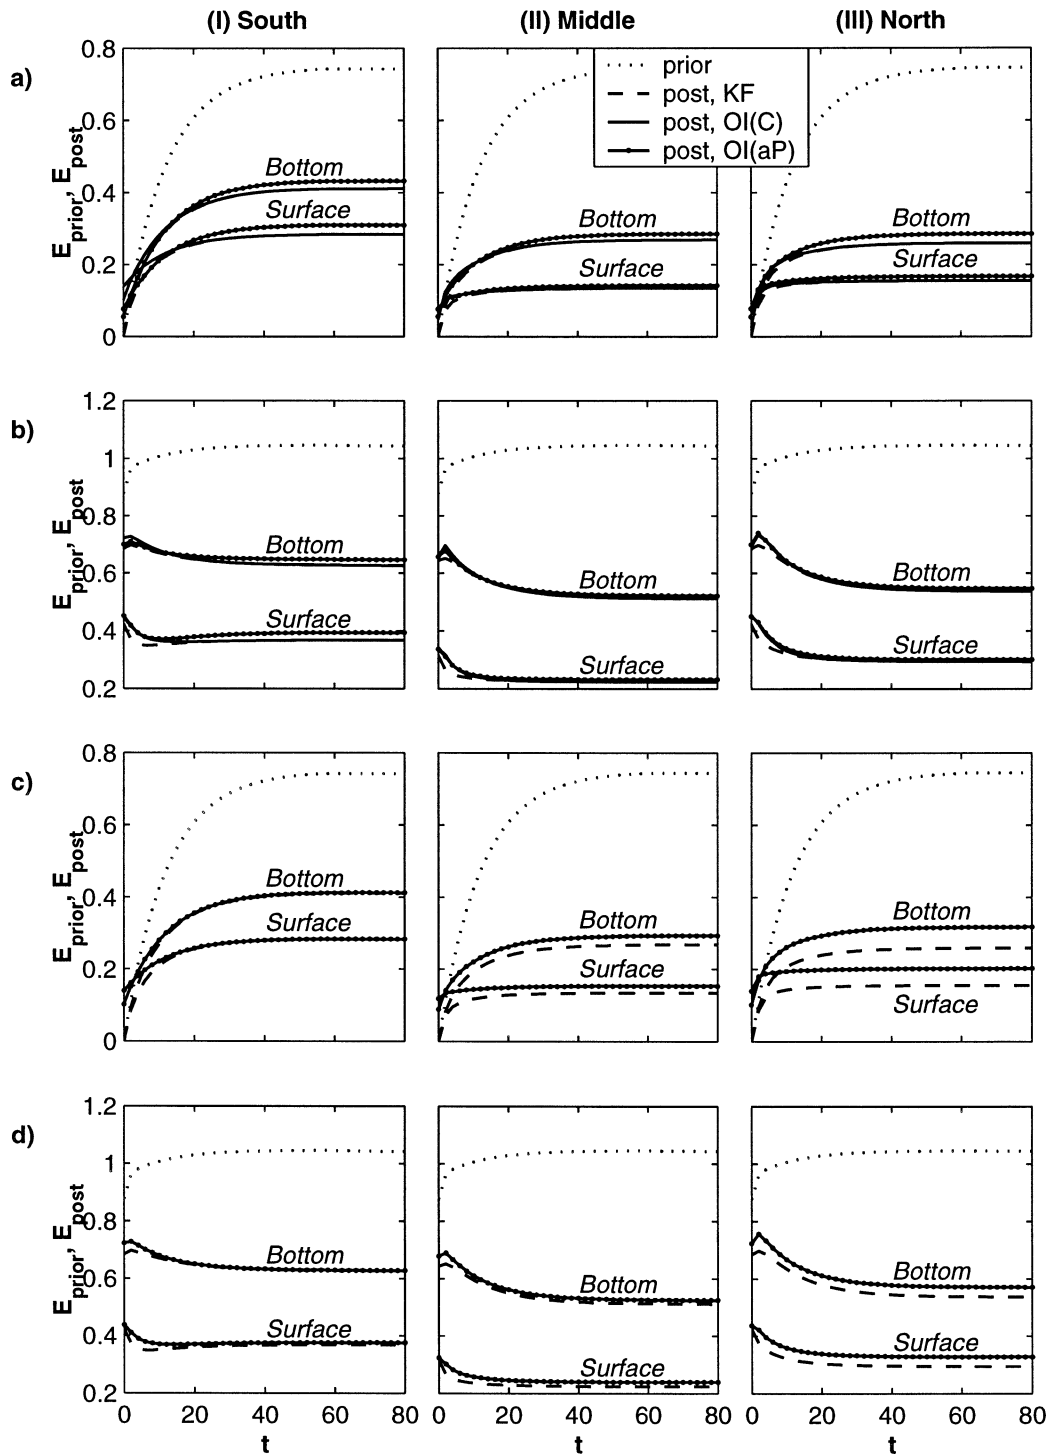 (I) South
(II) Middle
(III) North
a)
E_prior, E_post
0.8
0.6
0.4
0.2
0
Bottom
Surface
prior
post, KF
post, OI(C)
post, OI(aP)
Bottom
Surface
Bottom
Surface
b)
E_prior, E_post
1.2
1
0.8
0.6
0.4
0.2
Bottom
Surface
Bottom
Surface
Bottom
Surface
c)
E_prior, E_post
0.8
0.6
0.4
0.2
0
Bottom
Surface
Bottom
Surface
Bottom
Surface
d)
E_prior, E_post
1.2
1
0.8
0.6
0.4
0.2
Bottom
Surface
Bottom
Surface
Bottom
Surface
0 20 40 60 80
0 20 40 60 80
0 20 40 60 80
t
t
t